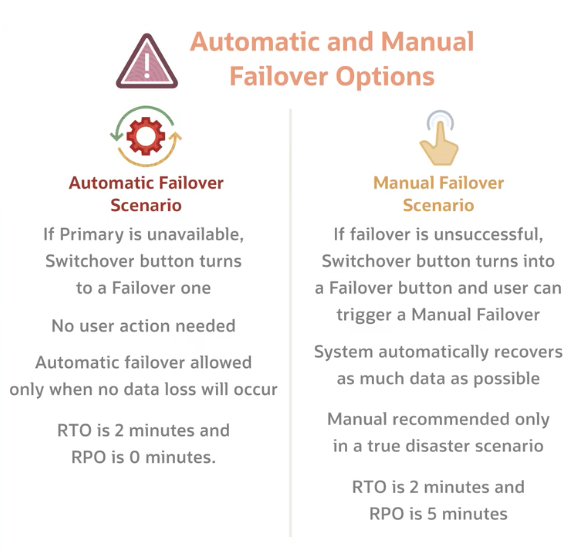 Automatic and Manual
Failover Options
Automatic Failover
Scenario
If Primary is unavailable,
Switchover button turns
to a Failover one
No user action needed
Automatic failover allowed
only when no data loss will occur
RTO is 2 minutes and
RPO is 0 minutes.
Manual Failover
Scenario
If failover is unsuccessful,
Switchover button turns into
a Failover button and user can
trigger a Manual Failover
System automatically recovers
as much data as possible
Manual recommended only
in a true disaster scenario
RTO is 2 minutes and
RPO is 5 minutes